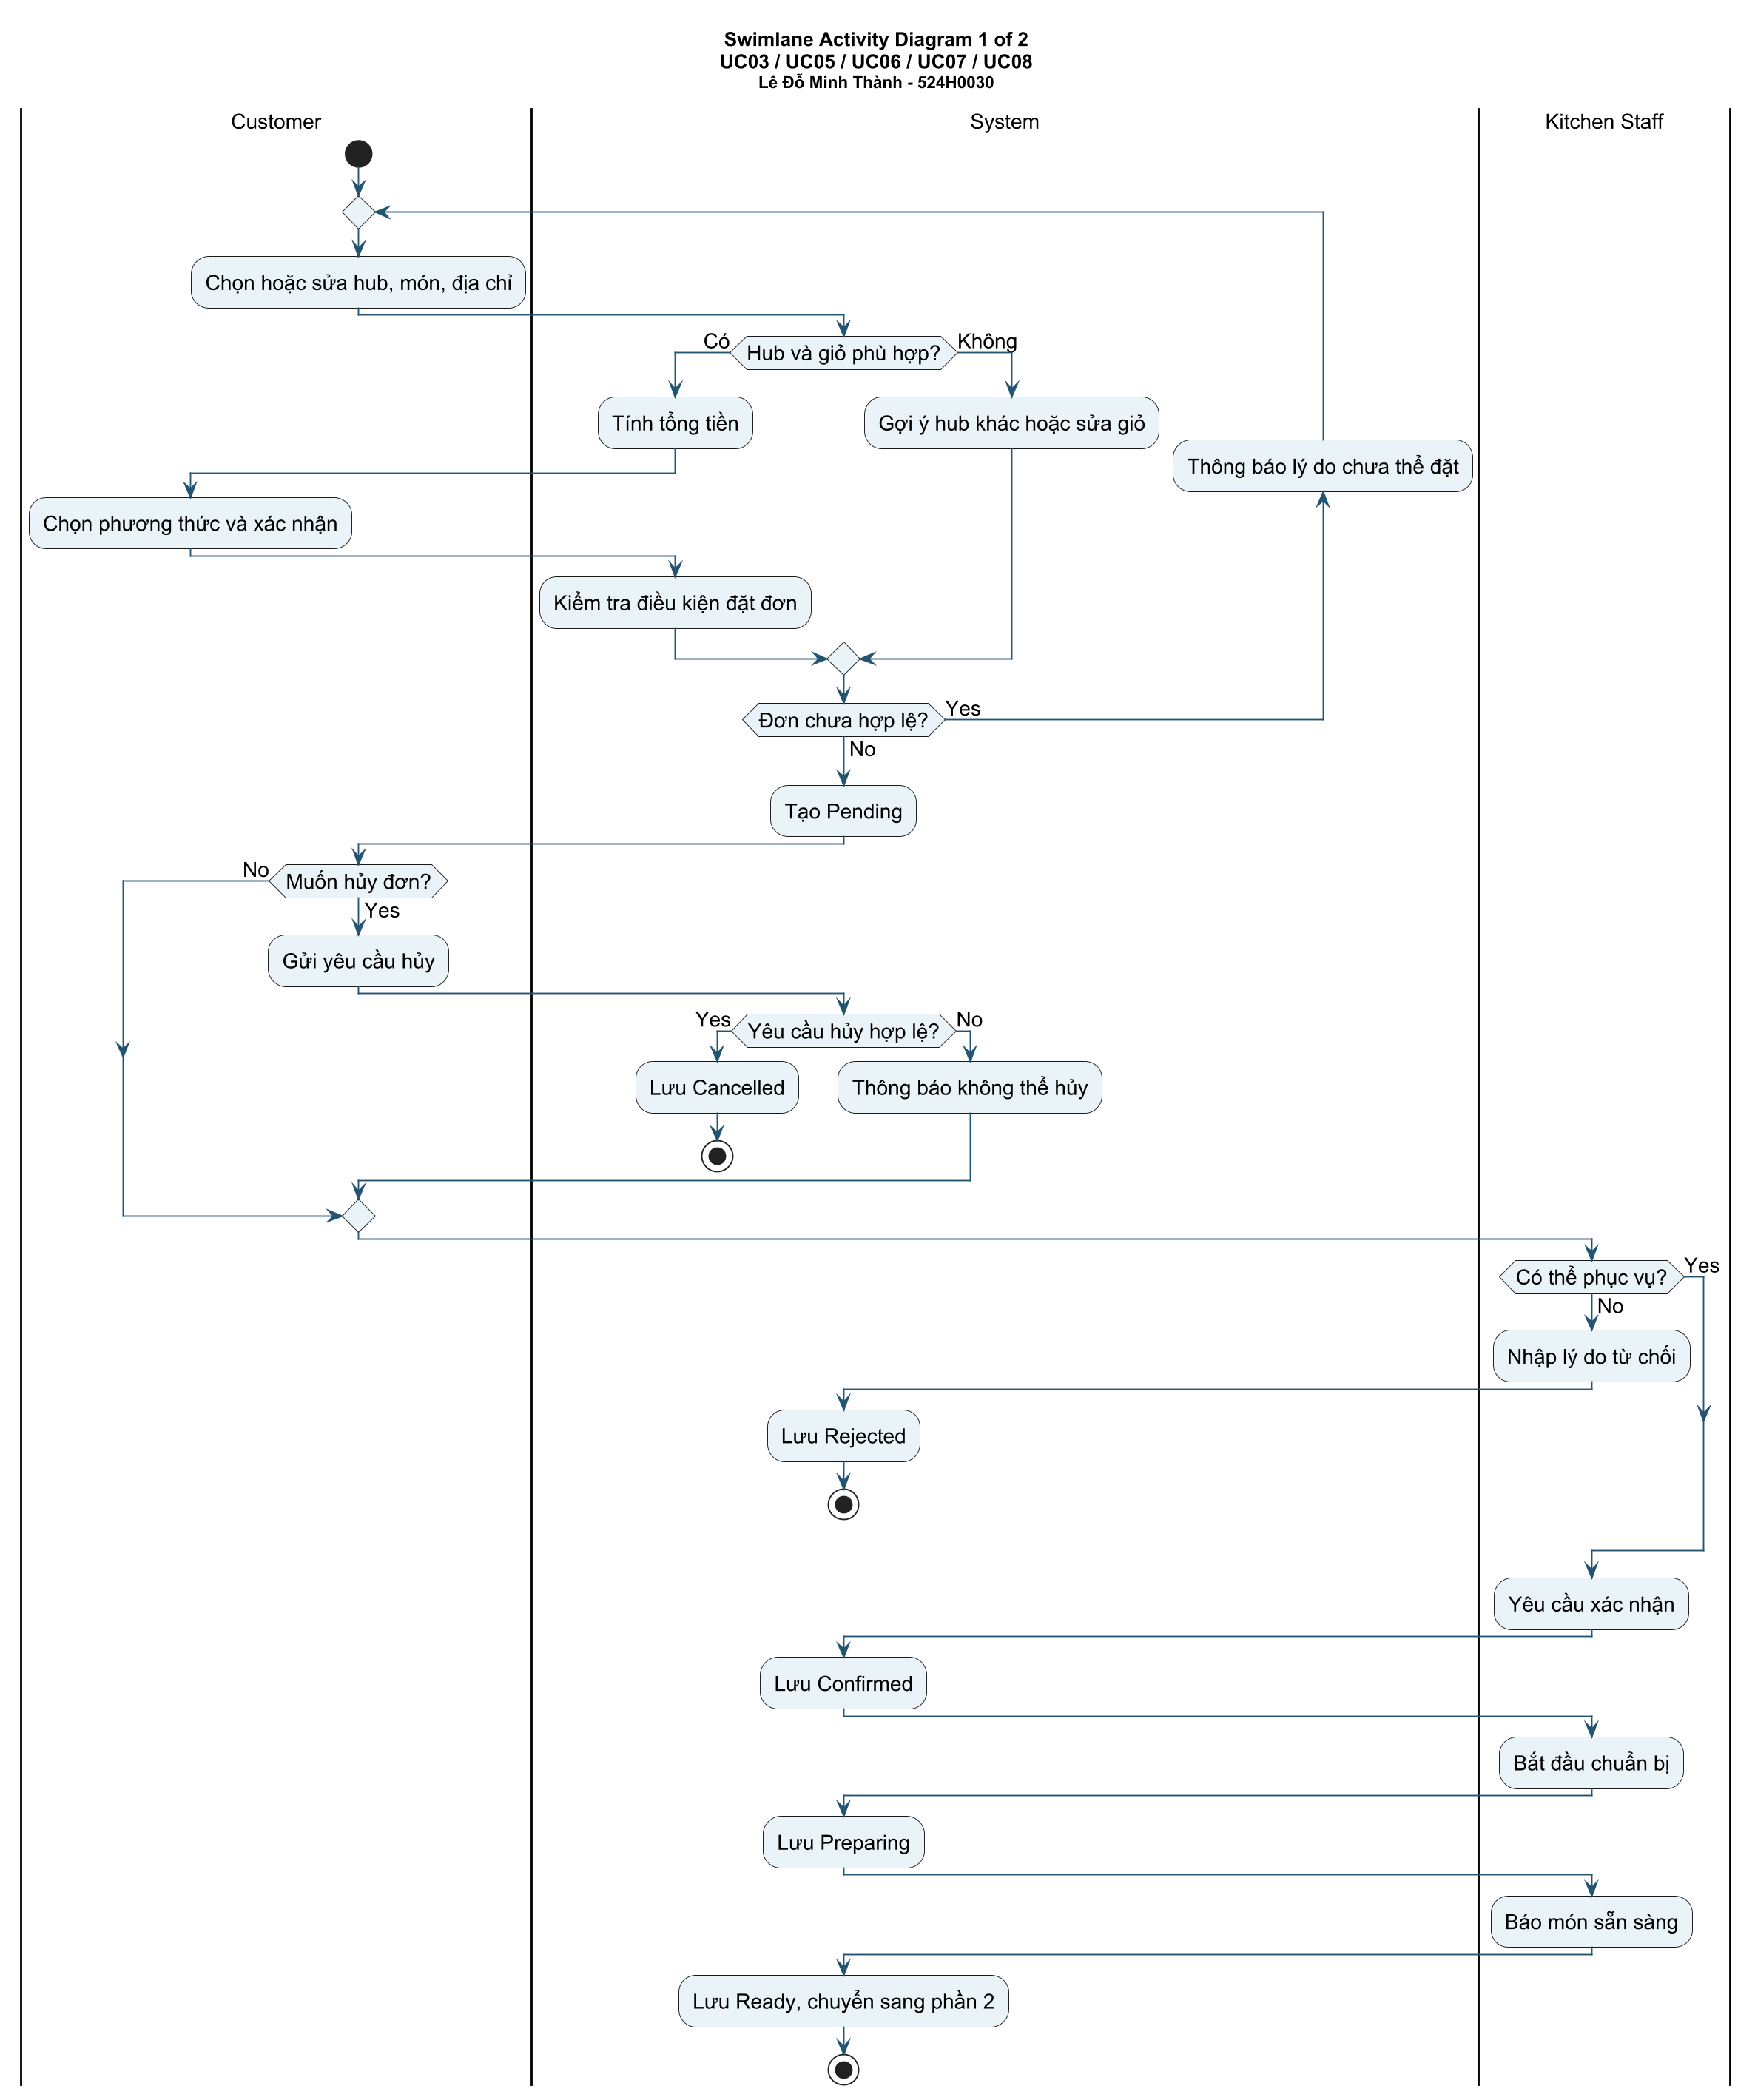 Swimlane Activity Diagram 1 of 2
UC03 / UC05 / UC06 / UC07 / UC08
Lê Đỗ Minh Thành - 524H0030
Customer
System
Kitchen Staff
Chọn hoặc sửa hub, món, địa chỉ
Có
Hub và giỏ phù hợp?
Không
Tính tổng tiền
Gợi ý hub khác hoặc sửa giỏ
Thông báo lý do chưa thể đặt
Chọn phương thức và xác nhận
Kiểm tra điều kiện đặt đơn
Đơn chưa hợp lệ?
Yes
No
Tạo Pending
No
Muốn hủy đơn?
Yes
Gửi yêu cầu hủy
Yes
Yêu cầu hủy hợp lệ?
No
Lưu Cancelled
Thông báo không thể hủy
Có thể phục vụ?
Yes
No
Nhập lý do từ chối
Lưu Rejected
Yêu cầu xác nhận
Lưu Confirmed
Bắt đầu chuẩn bị
Lưu Preparing
Báo món sẵn sàng
Lưu Ready, chuyển sang phần 2